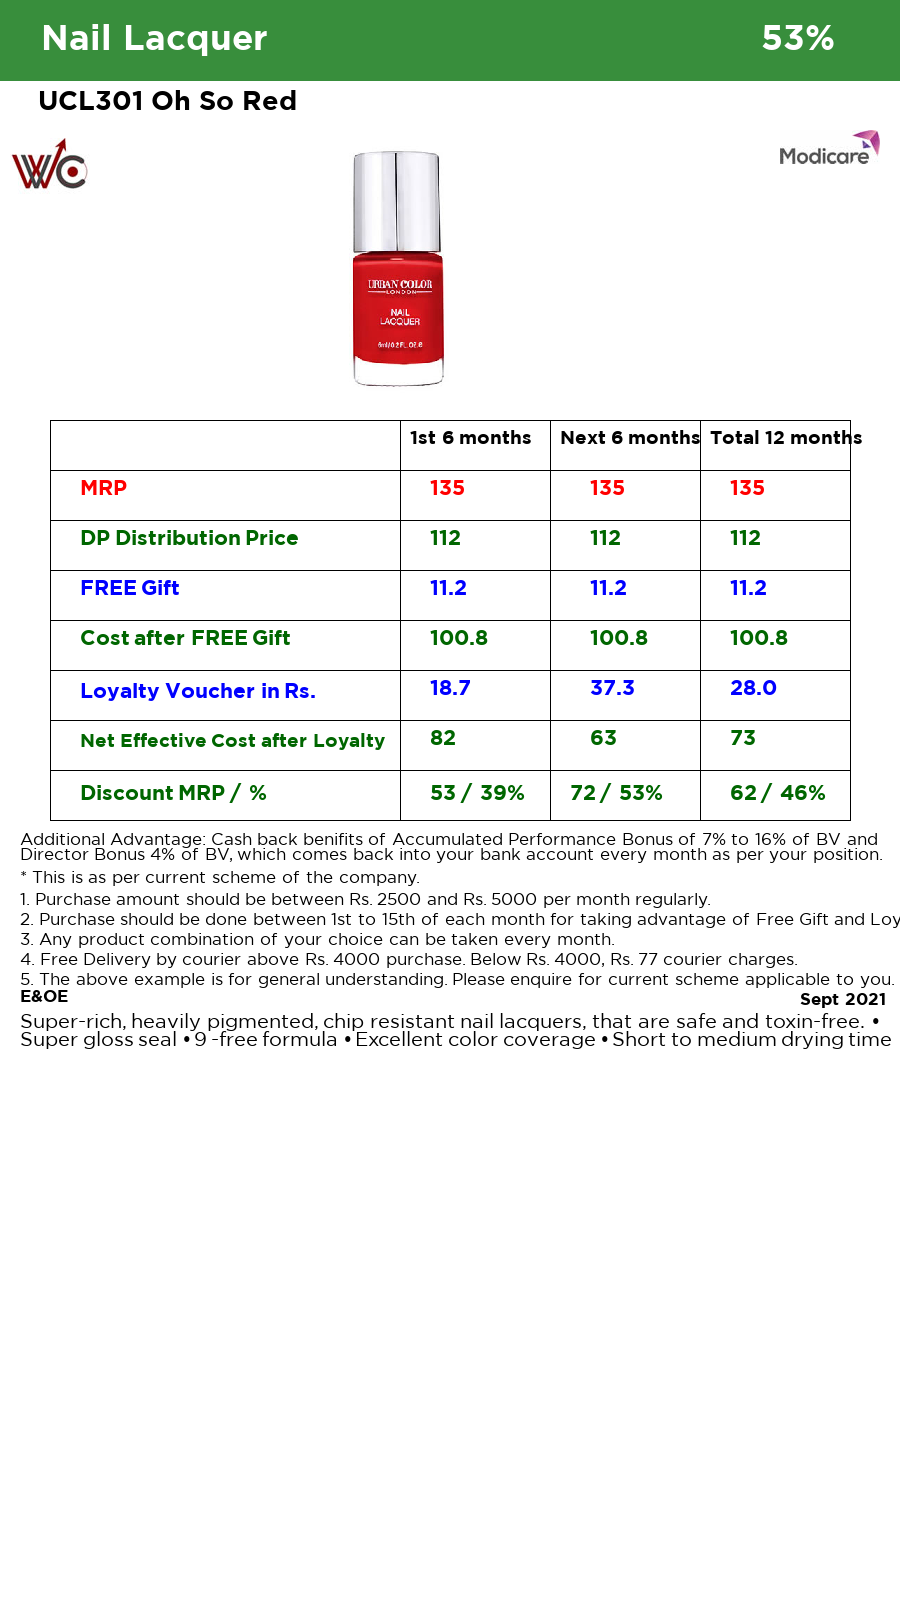 Nail Lacquer 53%
UCL301 Oh So Red
WC
Modicare
URBAN COLOR
LONDON
NAIL
LACQUER
1st 6 months Next 6 months Total 12 months
MRP 135 135 135
DP Distribution Price 112 112 112
FREE Gift 11.2 11.2 11.2
Cost after FREE Gift 100.8 100.8 100.8
Loyalty Voucher in Rs. 18.7 37.3 28.0
Net Effective Cost after Loyalty 82 63 73
Discount MRP / % 53 / 39% 72 / 53% 62 / 46%
Additional Advantage: Cash back benifits of Accumulated Performance Bonus of 7% to 16% of BV and
Director Bonus 4% of BV, which comes back into your bank account every month as per your position.
* This is as per current scheme of the company.
1. Purchase amount should be between Rs. 2500 and Rs. 5000 per month regularly.
2. Purchase should be done between 1st to 15th of each month for taking advantage of Free Gift and Loy
3. Any product combination of your choice can be taken every month.
4. Free Delivery by courier above Rs. 4000 purchase. Below Rs. 4000, Rs. 77 courier charges.
5. The above example is for general understanding. Please enquire for current scheme applicable to you.
E&OE
Sept 2021
Super-rich, heavily pigmented, chip resistant nail lacquers, that are safe and toxin-free. •
Super gloss seal • 9 -free formula • Excellent color coverage • Short to medium drying time